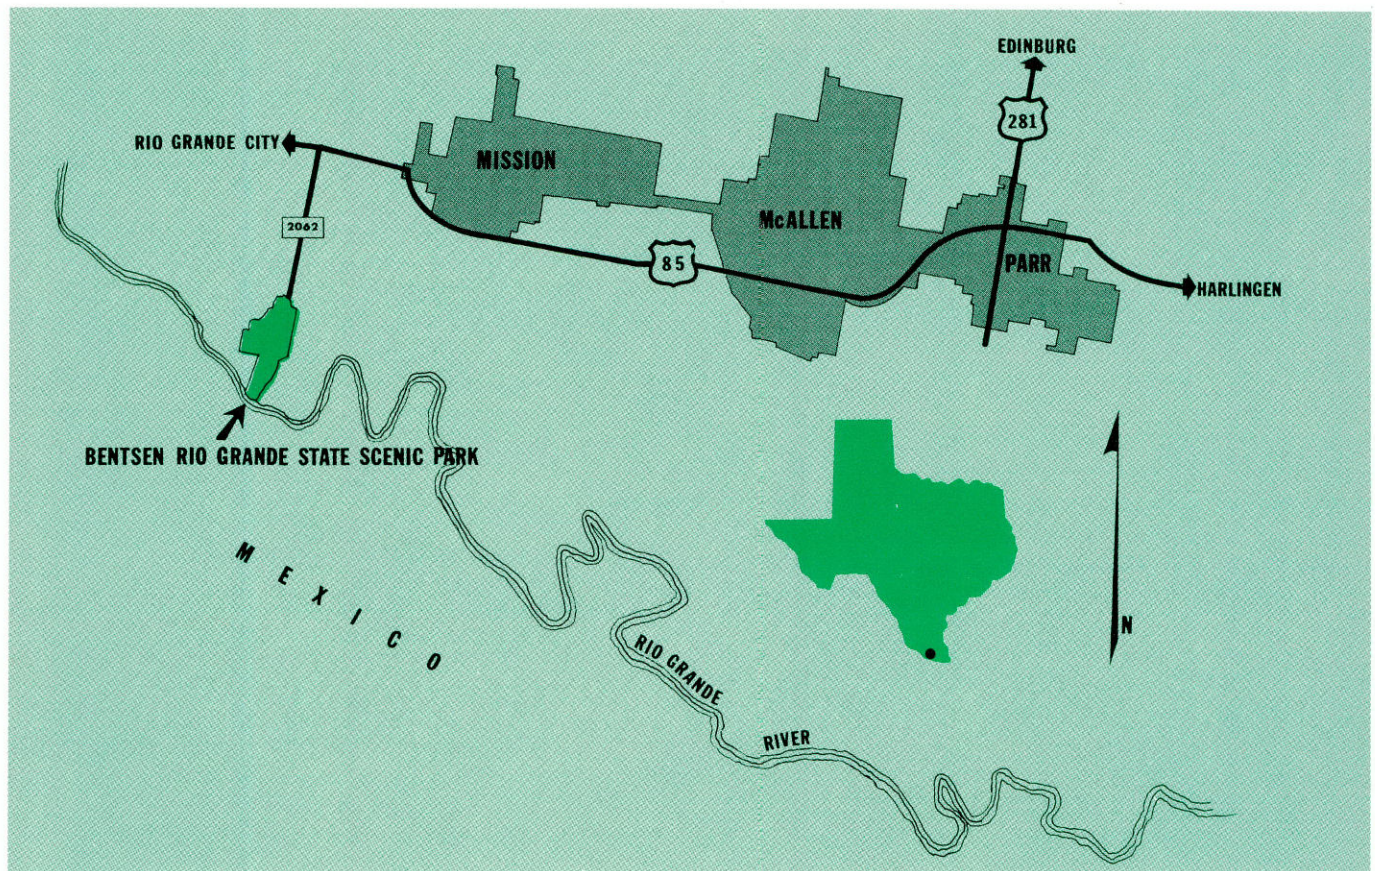 EDINBURG
281
RIO GRANDE CITY
MISSION
McALLEN
2062
85
PARR
HARLINGEN
BENTSEN RIO GRANDE STATE SCENIC PARK
MEXICO
N
RIO GRANDE
RIVER